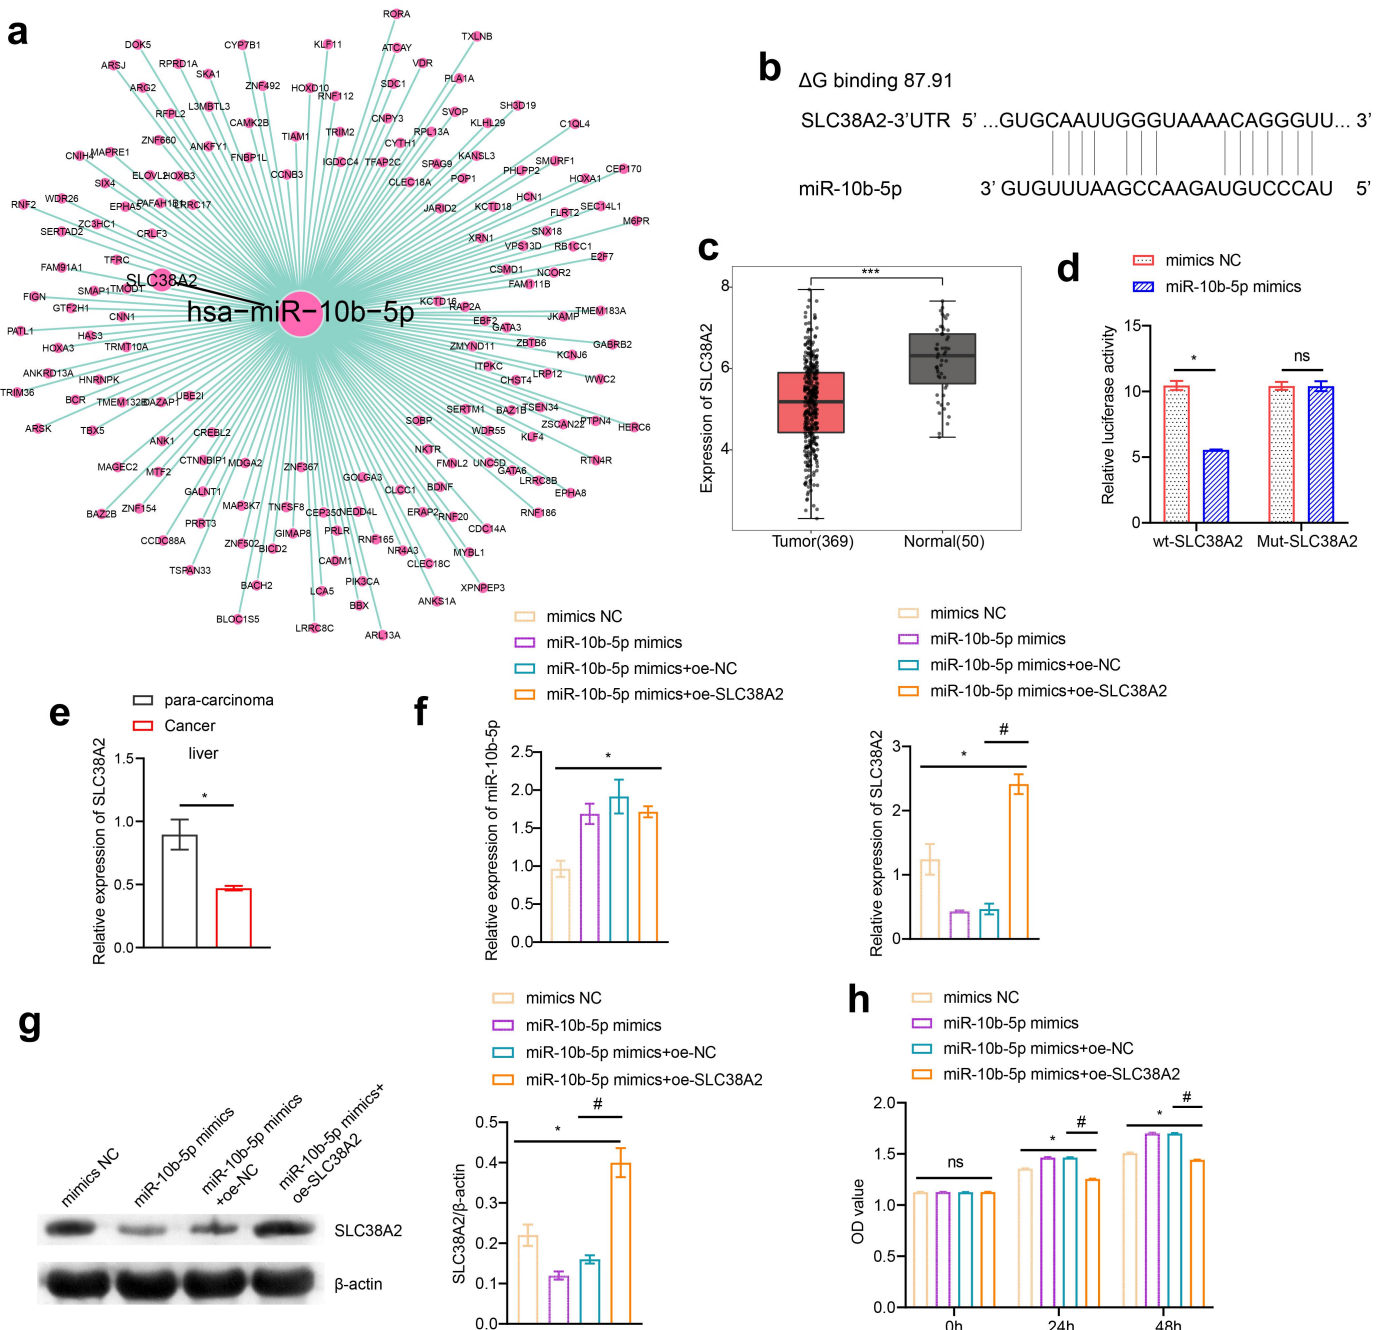 a
RORA
TXLNB
DOK5
CYP7B1
KLF11
ATCAY
ARSJ
RPRD1A
SKA1
VDR
PLA1A
ARG2
ZNF492
HOXD10
RNF112
SDC1
RFPL2
L3MBTL3
SH3D19
SVOP
CAMK2B
CNPY3
KLHL29
C1QL4
ZNF660
ANKFY1
TIAM1
TRIM2
RPL13A
CYTH1
CNIH4
MAPRE1
FNBP1L
IGDCC4
TFAP2C
SPAG9
KANSL3
SMURF1
CEP170
ELOVL2
HOXB3
CCNB3
CLEC18A
POP1
PHLPP2
HOXA1
SIX4
HCN1
RNF2
WDR26
EPHA5
PAFAH1B1
LRRC17
JARID2
KCTD18
FLRT2
SEC14L1
M6PR
SERTAD2
ZC3HC1
CRLF3
XRN1
SNX18
VPS13D
RB1CC1
E2F7
FAM91A1
TFRC
CSMD1
NCOR2
SLC38A2
FAM111B
FIGN
SMAP1
TMOD1
GTF2H1
CNN1
hsa−miR−10b−5p
KCTD16
RAP2A
JKAMP
TMEM183A
PATL1
HAS3
EBF2
GATA3
HOXA3
TRMT10A
ZMYND11
ZBTB6
GABRB2
KCNJ6
ANKRD13A
HNRNPK
ITPKC
LRP12
CHST4
WWC2
TRIM36
BCR
TMEM132B
DAZAP1
UBE2I
SERTM1
BAZ1B
TSEN34
ARSK
TBX5
CREBL2
SOBP
WDR55
ZSCAN22
PTPN4
HERC6
ANK1
KLF4
NKTR
MAGEC2
MTF2
CTNNBIP1
MDGA2
ZNF367
FMNL2
UNC5D
GATA6
RTN4R
GALNT1
GOLGA3
CLCC1
BDNF
LRRC8B
EPHA8
BAZ2B
ZNF154
MAP3K7
TNFSF8
CEP350
NEDD4L
ERAP2
RNF20
RNF186
PRRT3
GIMAP8
PRLR
CDC14A
CCDC88A
ZNF502
BICD2
RNF165
NR4A3
MYBL1
TSPAN33
CADM1
CLEC18C
BACH2
LCA5
PIK3CA
XPNPEP3
BBX
ANKS1A
BLOC1S5
LRRC8C
ARL13A
b
ΔG binding 87.91
SLC38A2-3’UTR 5’ ...GUGCAAUUGGGUAAAACAGGGUU... 3’
miR-10b-5p 3’ GUGUUUAAGCCAAGAUGUCCCAU 5’
c
Expression of SLC38A2
8
6
4
***
Tumor(369)
Normal(50)
d
mimics NC
miR-10b-5p mimics
Relative luciferase activity
15
10
5
0
*
ns
wt-SLC38A2
Mut-SLC38A2
e
para-carcinoma
Cancer
liver
Relative expression of SLC38A2
1.5
1.0
0.5
0.0
*
f
mimics NC
miR-10b-5p mimics
miR-10b-5p mimics+oe-NC
miR-10b-5p mimics+oe-SLC38A2
Relative expression of miR-10b-5p
2.5
2.0
1.5
1.0
0.5
0.0
*
mimics NC
miR-10b-5p mimics
miR-10b-5p mimics+oe-NC
miR-10b-5p mimics+oe-SLC38A2
Relative expression of SLC38A2
3
2
1
0
*
#
g
mimics NC
miR-10b-5p mimics
miR-10b-5p mimics
+oe-NC
miR-10b-5p mimics+
oe-SLC38A2
SLC38A2
β-actin
mimics NC
miR-10b-5p mimics
miR-10b-5p mimics+oe-NC
miR-10b-5p mimics+oe-SLC38A2
SLC38A2/β-actin
0.5
0.4
0.3
0.2
0.1
0.0
*
#
h
mimics NC
miR-10b-5p mimics
miR-10b-5p mimics+oe-NC
miR-10b-5p mimics+oe-SLC38A2
OD value
2.0
1.5
1.0
0.5
0.0
ns
*
#
*
#
0h
24h
48h